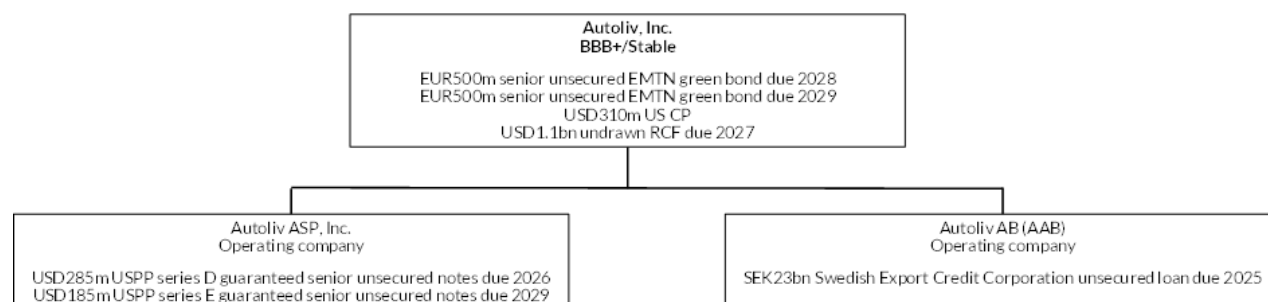 Autoliv, Inc.
BBB+/Stable
EUR500m senior unsecured EMTN green bond due 2028
EUR500m senior unsecured EMTN green bond due 2029
USD310m US CP
USD1.1bn undrawn RCF due 2027
Autoliv ASP, Inc.
Operating company
USD285m USPP series D guaranteed senior unsecured notes due 2026
USD185m USPP series E guaranteed senior unsecured notes due 2029
Autoliv AB (AAB)
Operating company
SEK23bn Swedish Export Credit Corporation unsecured loan due 2025